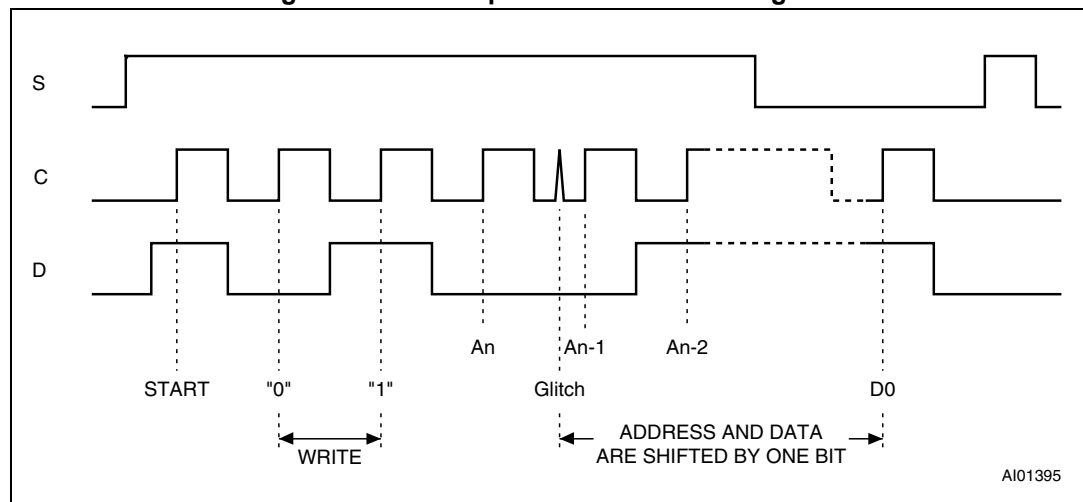 S
C
D
An An-1 An-2
START "0" "1" Glitch D0
WRITE
ADDRESS AND DATA
ARE SHIFTED BY ONE BIT
AI01395